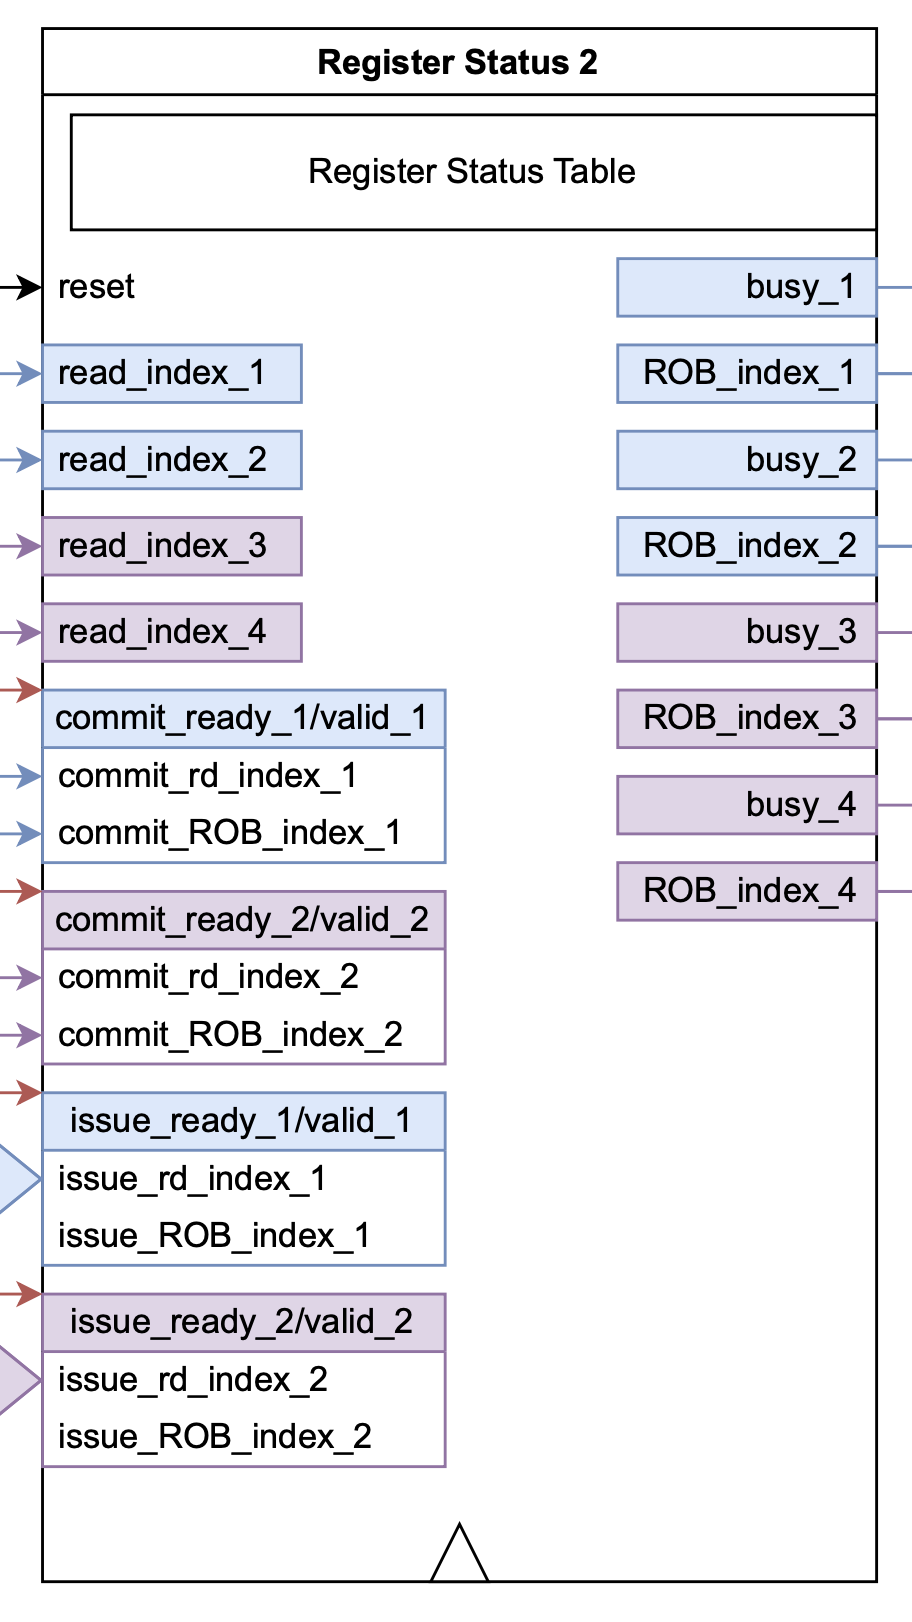 Register Status 2
Register Status Table
reset
busy_1
read_index_1
ROB_index_1
read_index_2
busy_2
read_index_3
ROB_index_2
read_index_4
busy_3
commit_ready_1/valid_1
ROB_index_3
commit_rd_index_1
busy_4
commit_ROB_index_1
ROB_index_4
commit_ready_2/valid_2
commit_rd_index_2
commit_ROB_index_2
issue_ready_1/valid_1
issue_rd_index_1
issue_ROB_index_1
issue_ready_2/valid_2
issue_rd_index_2
issue_ROB_index_2